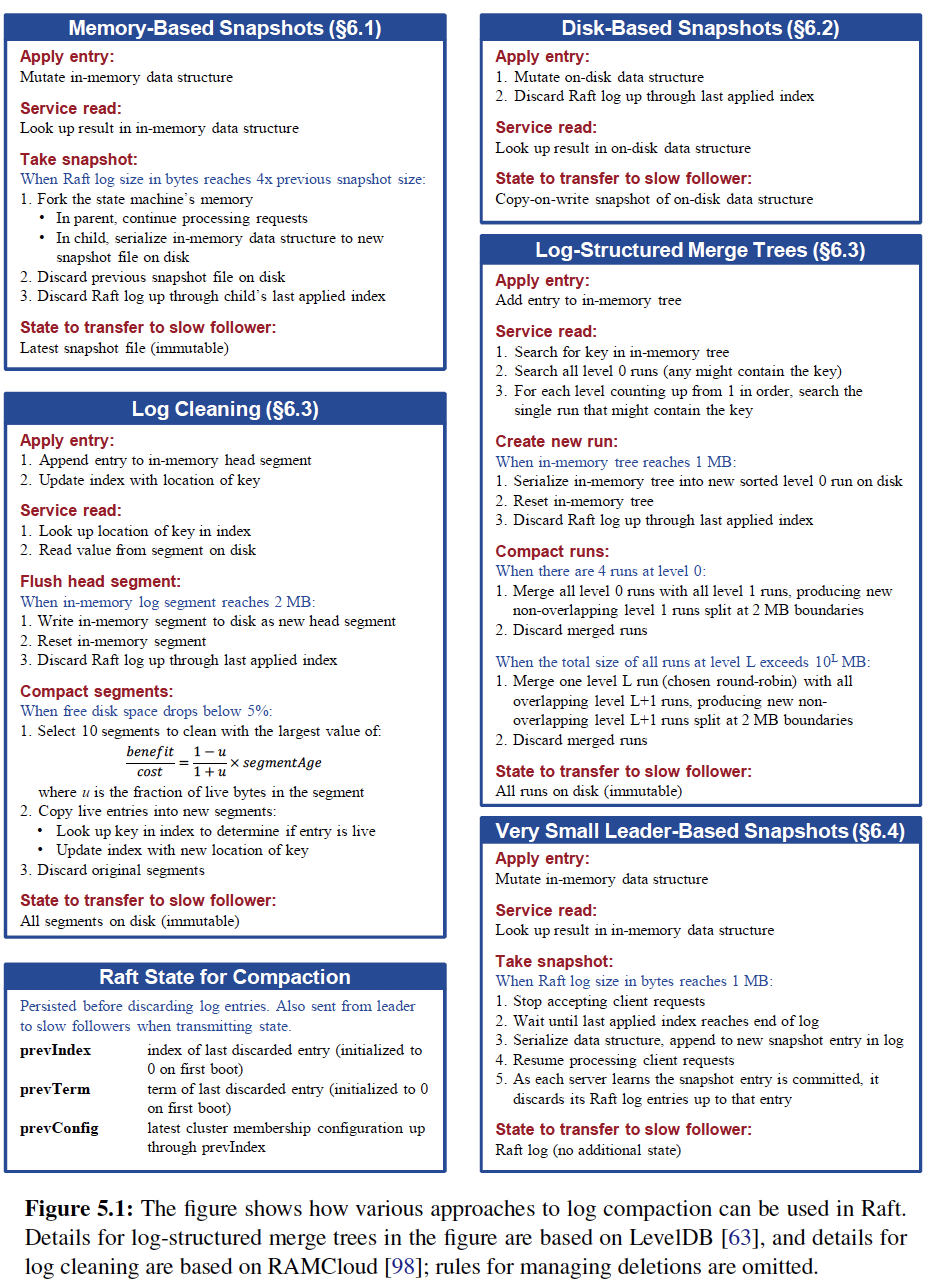 Memory-Based Snapshots (§6.1)
Apply entry:
Mutate in-memory data structure
Service read:
Look up result in in-memory data structure
Take snapshot:
When Raft log size in bytes reaches 4x previous snapshot size:
1. Fork the state machine's memory
• In parent, continue processing requests
• In child, serialize in-memory data structure to new
snapshot file on disk
2. Discard previous snapshot file on disk
3. Discard Raft log up through child's last applied index
State to transfer to slow follower:
Latest snapshot file (immutable)
Log Cleaning (§6.3)
Apply entry:
1. Append entry to in-memory head segment
2. Update index with location of key
Service read:
1. Look up location of key in index
2. Read value from segment on disk
Flush head segment:
When in-memory log segment reaches 2 MB:
1. Write in-memory segment to disk as new head segment
2. Reset in-memory segment
3. Discard Raft log up through last applied index
Compact segments:
When free disk space drops below 5%:
1. Select 10 segments to clean with the largest value of:
benefit/cost = (1 − u)/(1 + u) × segmentAge
where u is the fraction of live bytes in the segment
2. Copy live entries into new segments:
• Look up key in index to determine if entry is live
• Update index with new location of key
3. Discard original segments
State to transfer to slow follower:
All segments on disk (immutable)
Raft State for Compaction
Persisted before discarding log entries. Also sent from leader
to slow followers when transmitting state.
prevIndex index of last discarded entry (initialized to
0 on first boot)
prevTerm term of last discarded entry (initialized to 0
on first boot)
prevConfig latest cluster membership configuration up
through prevIndex
Disk-Based Snapshots (§6.2)
Apply entry:
1. Mutate on-disk data structure
2. Discard Raft log up through last applied index
Service read:
Look up result in on-disk data structure
State to transfer to slow follower:
Copy-on-write snapshot of on-disk data structure
Log-Structured Merge Trees (§6.3)
Apply entry:
Add entry to in-memory tree
Service read:
1. Search for key in in-memory tree
2. Search all level 0 runs (any might contain the key)
3. For each level counting up from 1 in order, search the
single run that might contain the key
Create new run:
When in-memory tree reaches 1 MB:
1. Serialize in-memory tree into new sorted level 0 run on disk
2. Reset in-memory tree
3. Discard Raft log up through last applied index
Compact runs:
When there are 4 runs at level 0:
1. Merge all level 0 runs with all level 1 runs, producing new
non-overlapping level 1 runs split at 2 MB boundaries
2. Discard merged runs
When the total size of all runs at level L exceeds 10^L MB:
1. Merge one level L run (chosen round-robin) with all
overlapping level L+1 runs, producing new non-
overlapping level L+1 runs split at 2 MB boundaries
2. Discard merged runs
State to transfer to slow follower:
All runs on disk (immutable)
Very Small Leader-Based Snapshots (§6.4)
Apply entry:
Mutate in-memory data structure
Service read:
Look up result in in-memory data structure
Take snapshot:
When Raft log size in bytes reaches 1 MB:
1. Stop accepting client requests
2. Wait until last applied index reaches end of log
3. Serialize data structure, append to new snapshot entry in log
4. Resume processing client requests
5. As each server learns the snapshot entry is committed, it
discards its Raft log entries up to that entry
State to transfer to slow follower:
Raft log (no additional state)
Figure 5.1: The figure shows how various approaches to log compaction can be used in Raft.
Details for log-structured merge trees in the figure are based on LevelDB [63], and details for
log cleaning are based on RAMCloud [98]; rules for managing deletions are omitted.